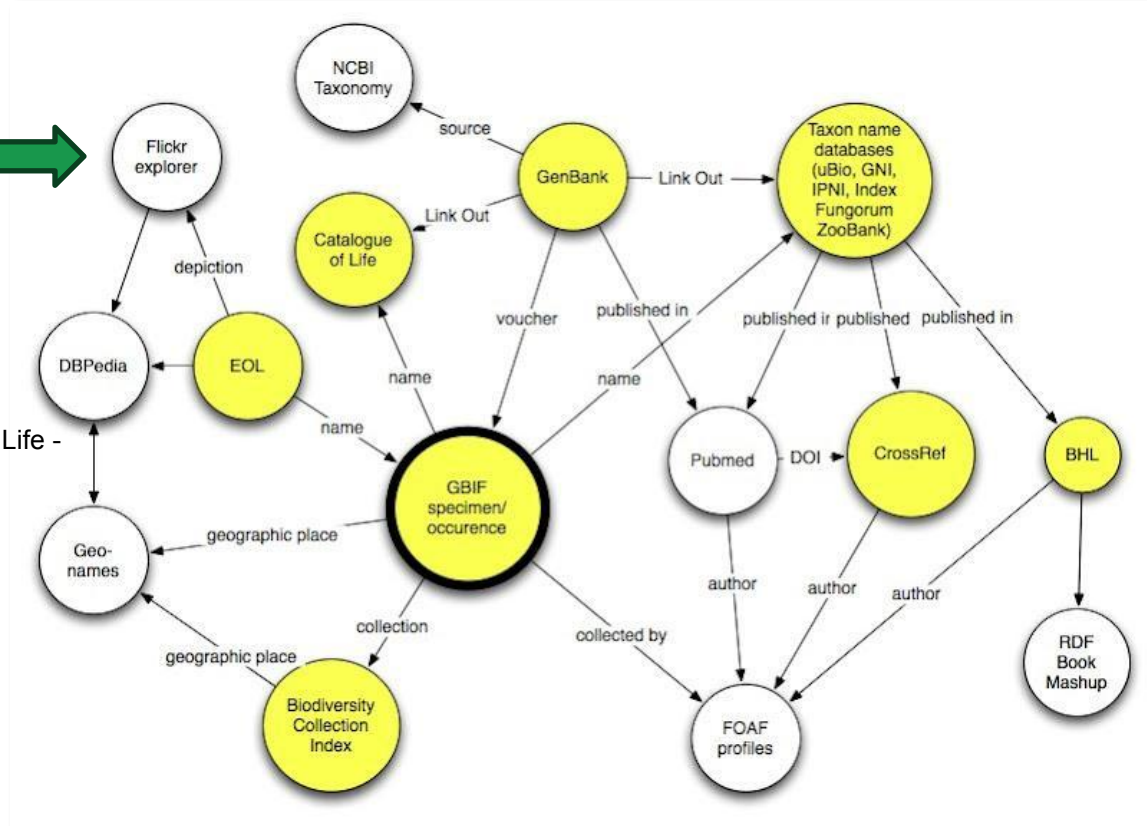 NCBI
Taxonomy
Flickr
explorer
source
GenBank
Link Out
Taxon name
databases
(uBio, GNI,
IPNI, Index
Fungorum
ZooBank)
Link Out
Catalogue
of Life
depiction
voucher
published in
published ir
published
published in
DBPedia
EOL
name
name
name
Life -
GBIF
specimen/
occurence
Pubmed
DOI
CrossRef
BHL
geographic place
Geo-
names
author
author
author
collection
collected by
geographic place
Biodiversity
Collection
Index
FOAF
profiles
RDF
Book
Mashup